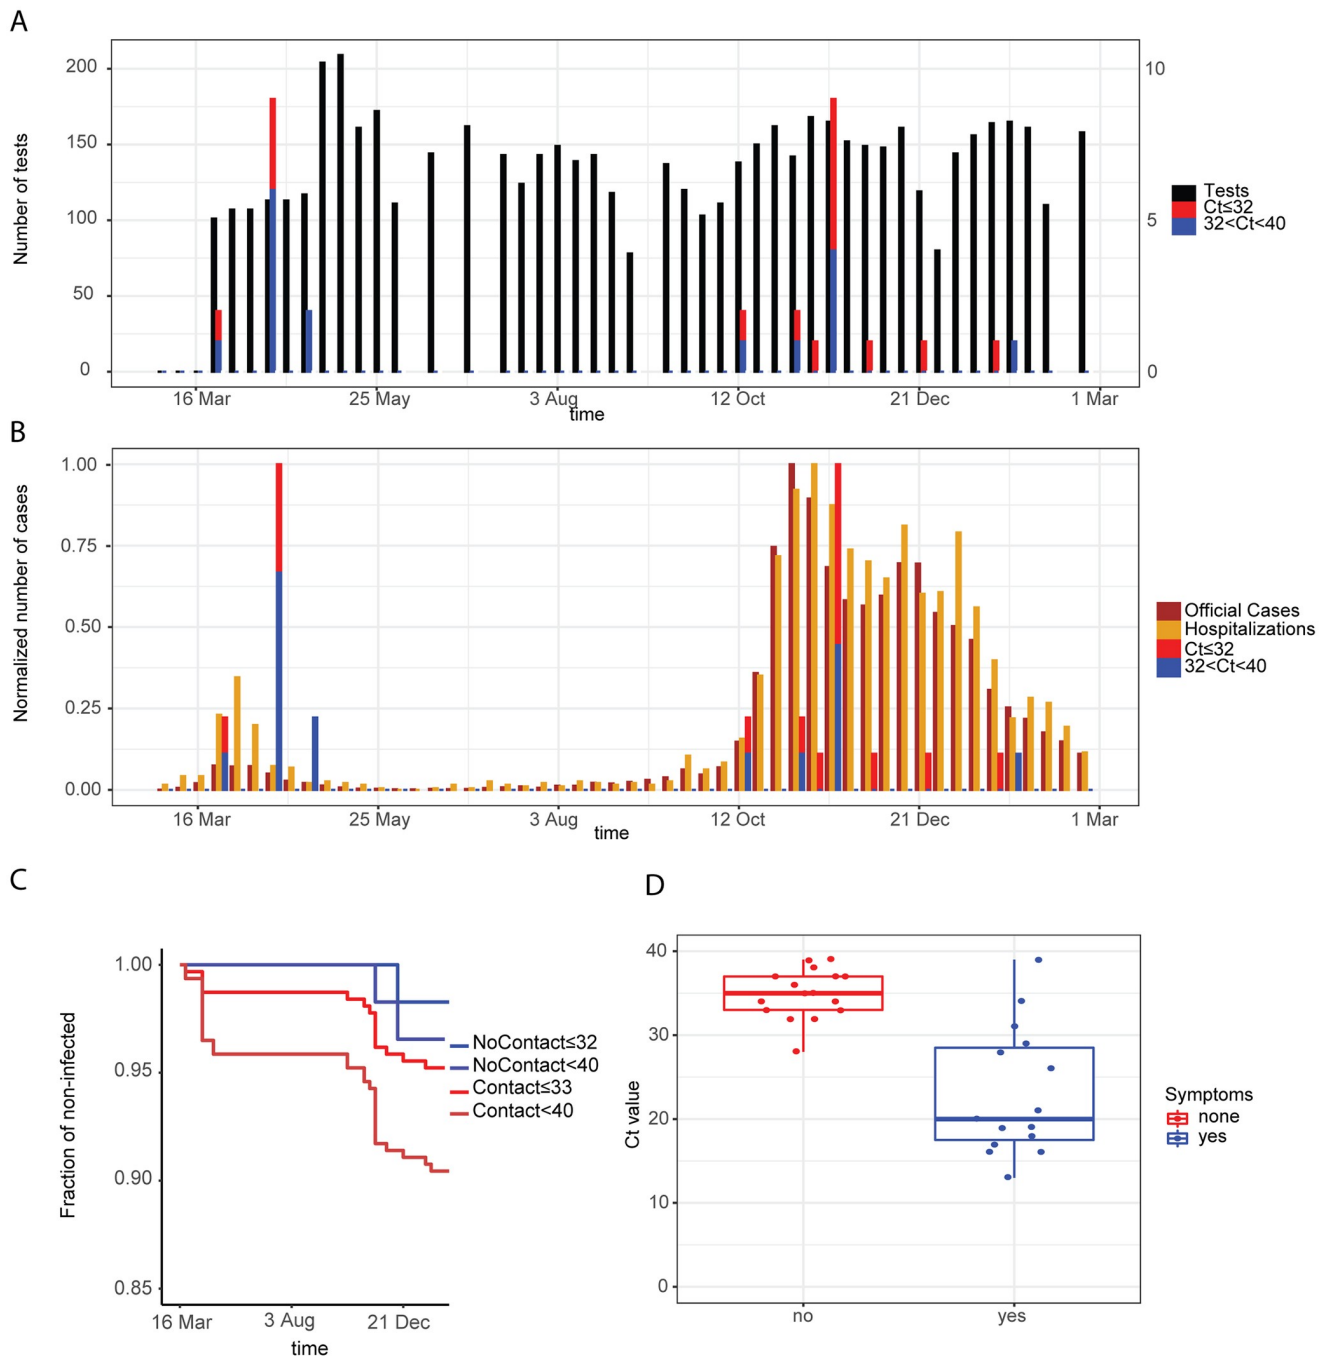 A
Number of tests
200
150
100
50
0
10
5
0
16 Mar
25 May
3 Aug
12 Oct
21 Dec
1 Mar
time
Tests
Ct≤32
32<Ct<40
B
Normalized number of cases
1.00
0.75
0.50
0.25
0.00
16 Mar
25 May
3 Aug
12 Oct
21 Dec
1 Mar
time
Official Cases
Hospitalizations
Ct≤32
32<Ct<40
C
Fraction of non-infected
1.00
0.95
0.90
0.85
16 Mar
3 Aug
21 Dec
time
NoContact≤32
NoContact<40
Contact≤33
Contact<40
D
Ct value
40
30
20
10
0
no
yes
Symptoms
none
yes